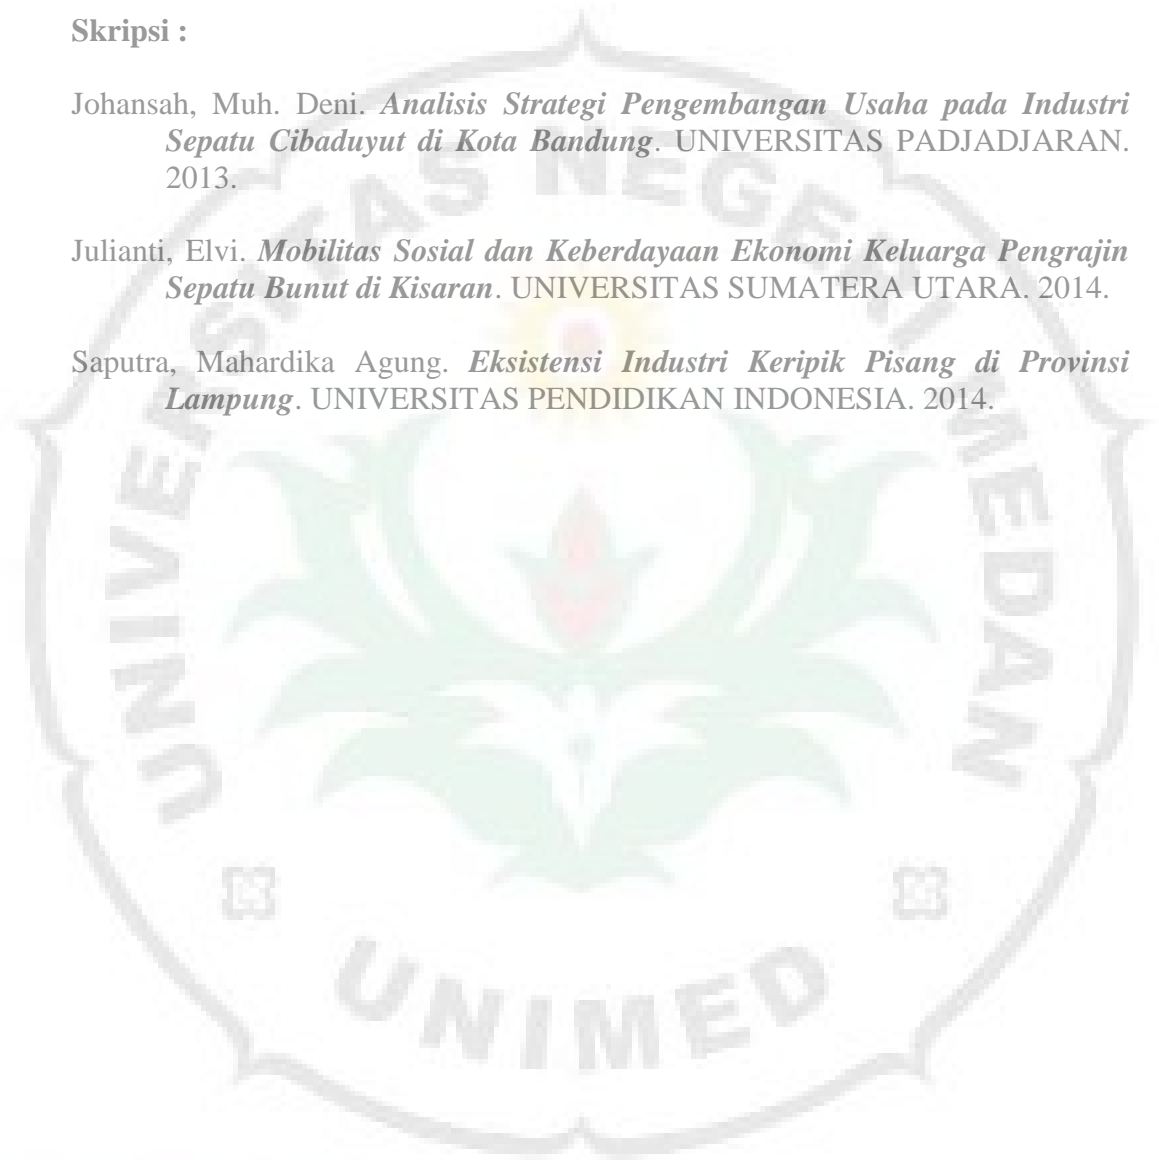 Skripsi :
Johansah, Muh. Deni. Analisis Strategi Pengembangan Usaha pada Industri
Sepatu Cibaduyut di Kota Bandung. UNIVERSITAS PADJADJARAN.
2013.
Julianti, Elvi. Mobilitas Sosial dan Keberdayaan Ekonomi Keluarga Pengrajin
Sepatu Bunut di Kisaran. UNIVERSITAS SUMATERA UTARA. 2014.
Saputra, Mahardika Agung. Eksistensi Industri Keripik Pisang di Provinsi
Lampung. UNIVERSITAS PENDIDIKAN INDONESIA. 2014.
UNIVERSITAS NEGERI MEDAN
UNIMED